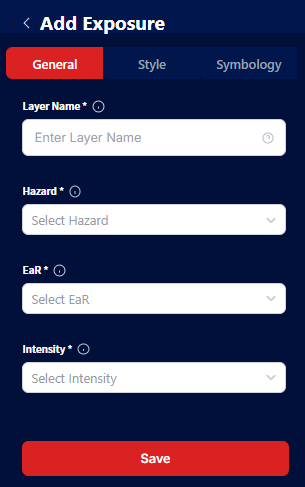 Add Exposure
General Style Symbology
Layer Name *
Enter Layer Name
Hazard *
Select Hazard
EaR *
Select EaR
Intensity *
Select Intensity
Save